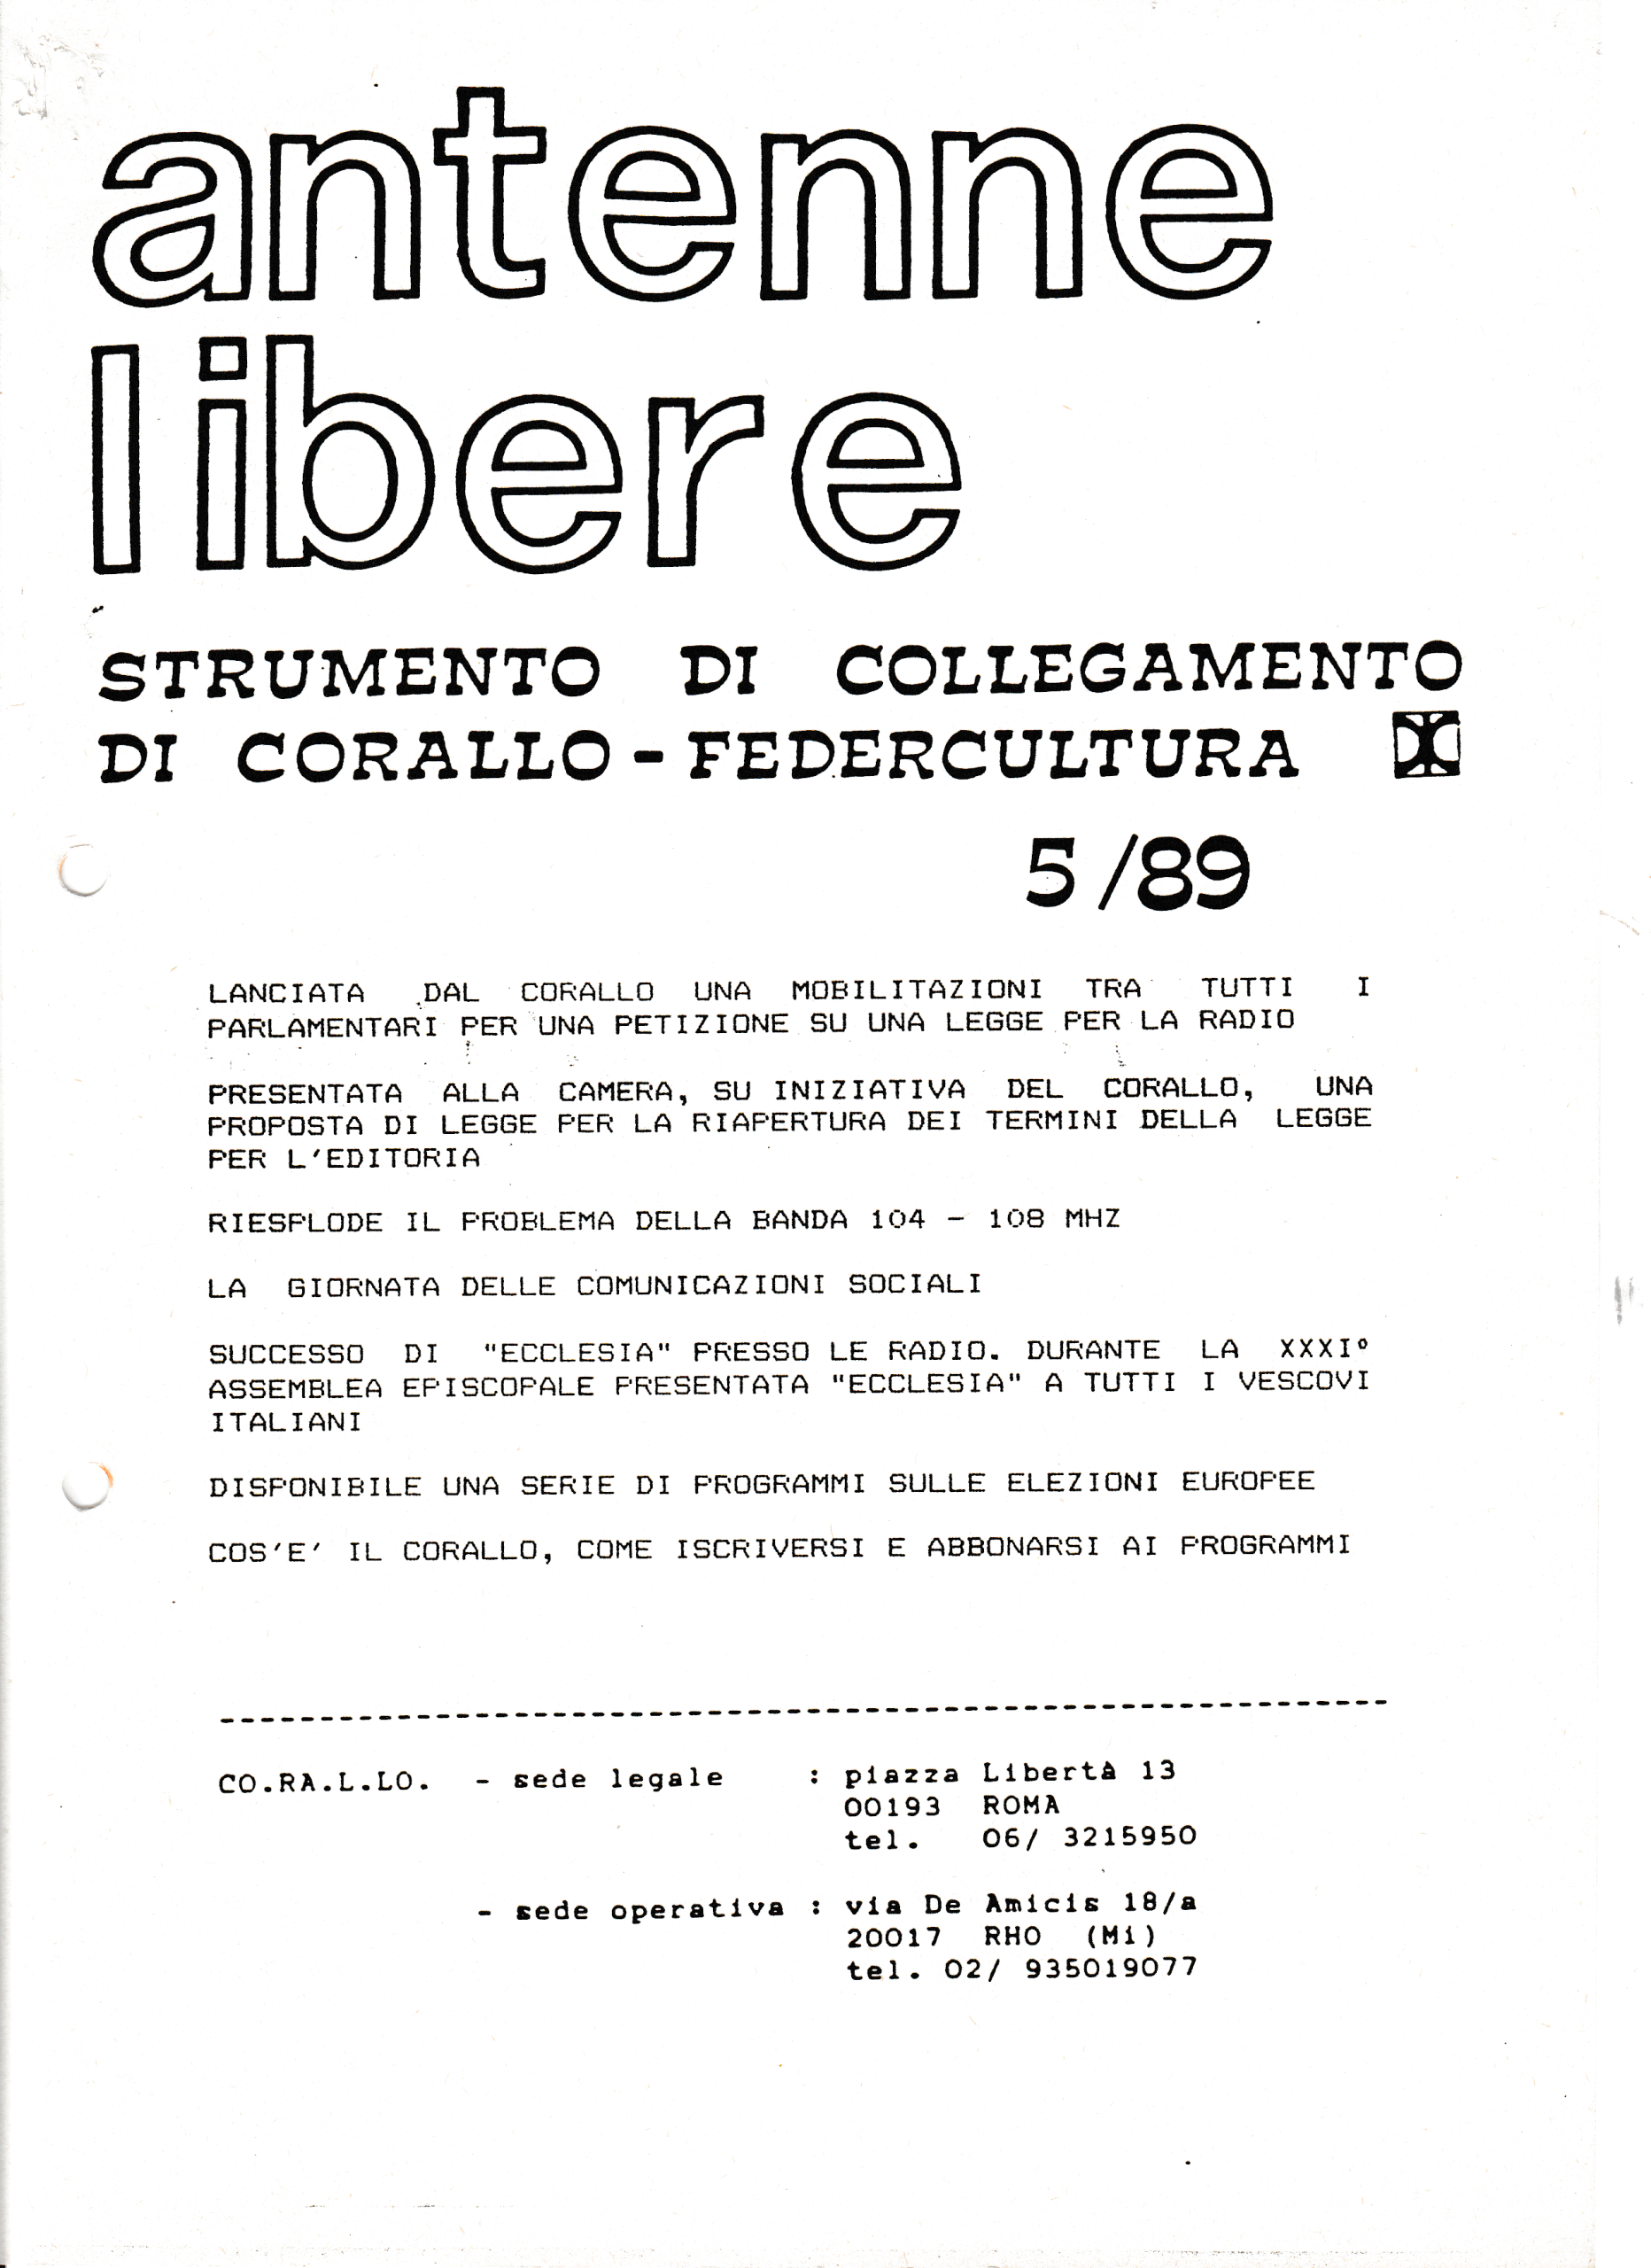 antenne
libere
STRUMENTO DI COLLEGAMENTO
DI CORALLO-FEDERCULTURA
5/89
LANCIATA DAL CORALLO UNA MOBILITAZIONI TRA TUTTI I
PARLAMENTARI PER UNA PETIZIONE SU UNA LEGGE PER LA RADIO
PRESENTATA ALLA CAMERA, SU INIZIATIVA DEL CORALLO, UNA
PROPOSTA DI LEGGE PER LA RIAPERTURA DEI TERMINI DELLA LEGGE
PER L'EDITORIA
RIESPLODE IL PROBLEMA DELLA BANDA 104 - 108 MHZ
LA GIORNATA DELLE COMUNICAZIONI SOCIALI
SUCCESSO DI "ECCLESIA" PRESSO LE RADIO. DURANTE LA XXXI°
ASSEMBLEA EPISCOPALE PRESENTATA "ECCLESIA" A TUTTI I VESCOVI
ITALIANI
DISPONIBILE UNA SERIE DI PROGRAMMI SULLE ELEZIONI EUROPEE
COS'E' IL CORALLO, COME ISCRIVERSI E ABBONARSI AI PROGRAMMI
------------------------------------------------------------
CO.RA.L.LO. - sede legale : piazza Libertà 13
00193 ROMA
tel. 06/ 3215950
- sede operativa : via De Amicis 18/a
20017 RHO (Mi)
tel. 02/ 935019077